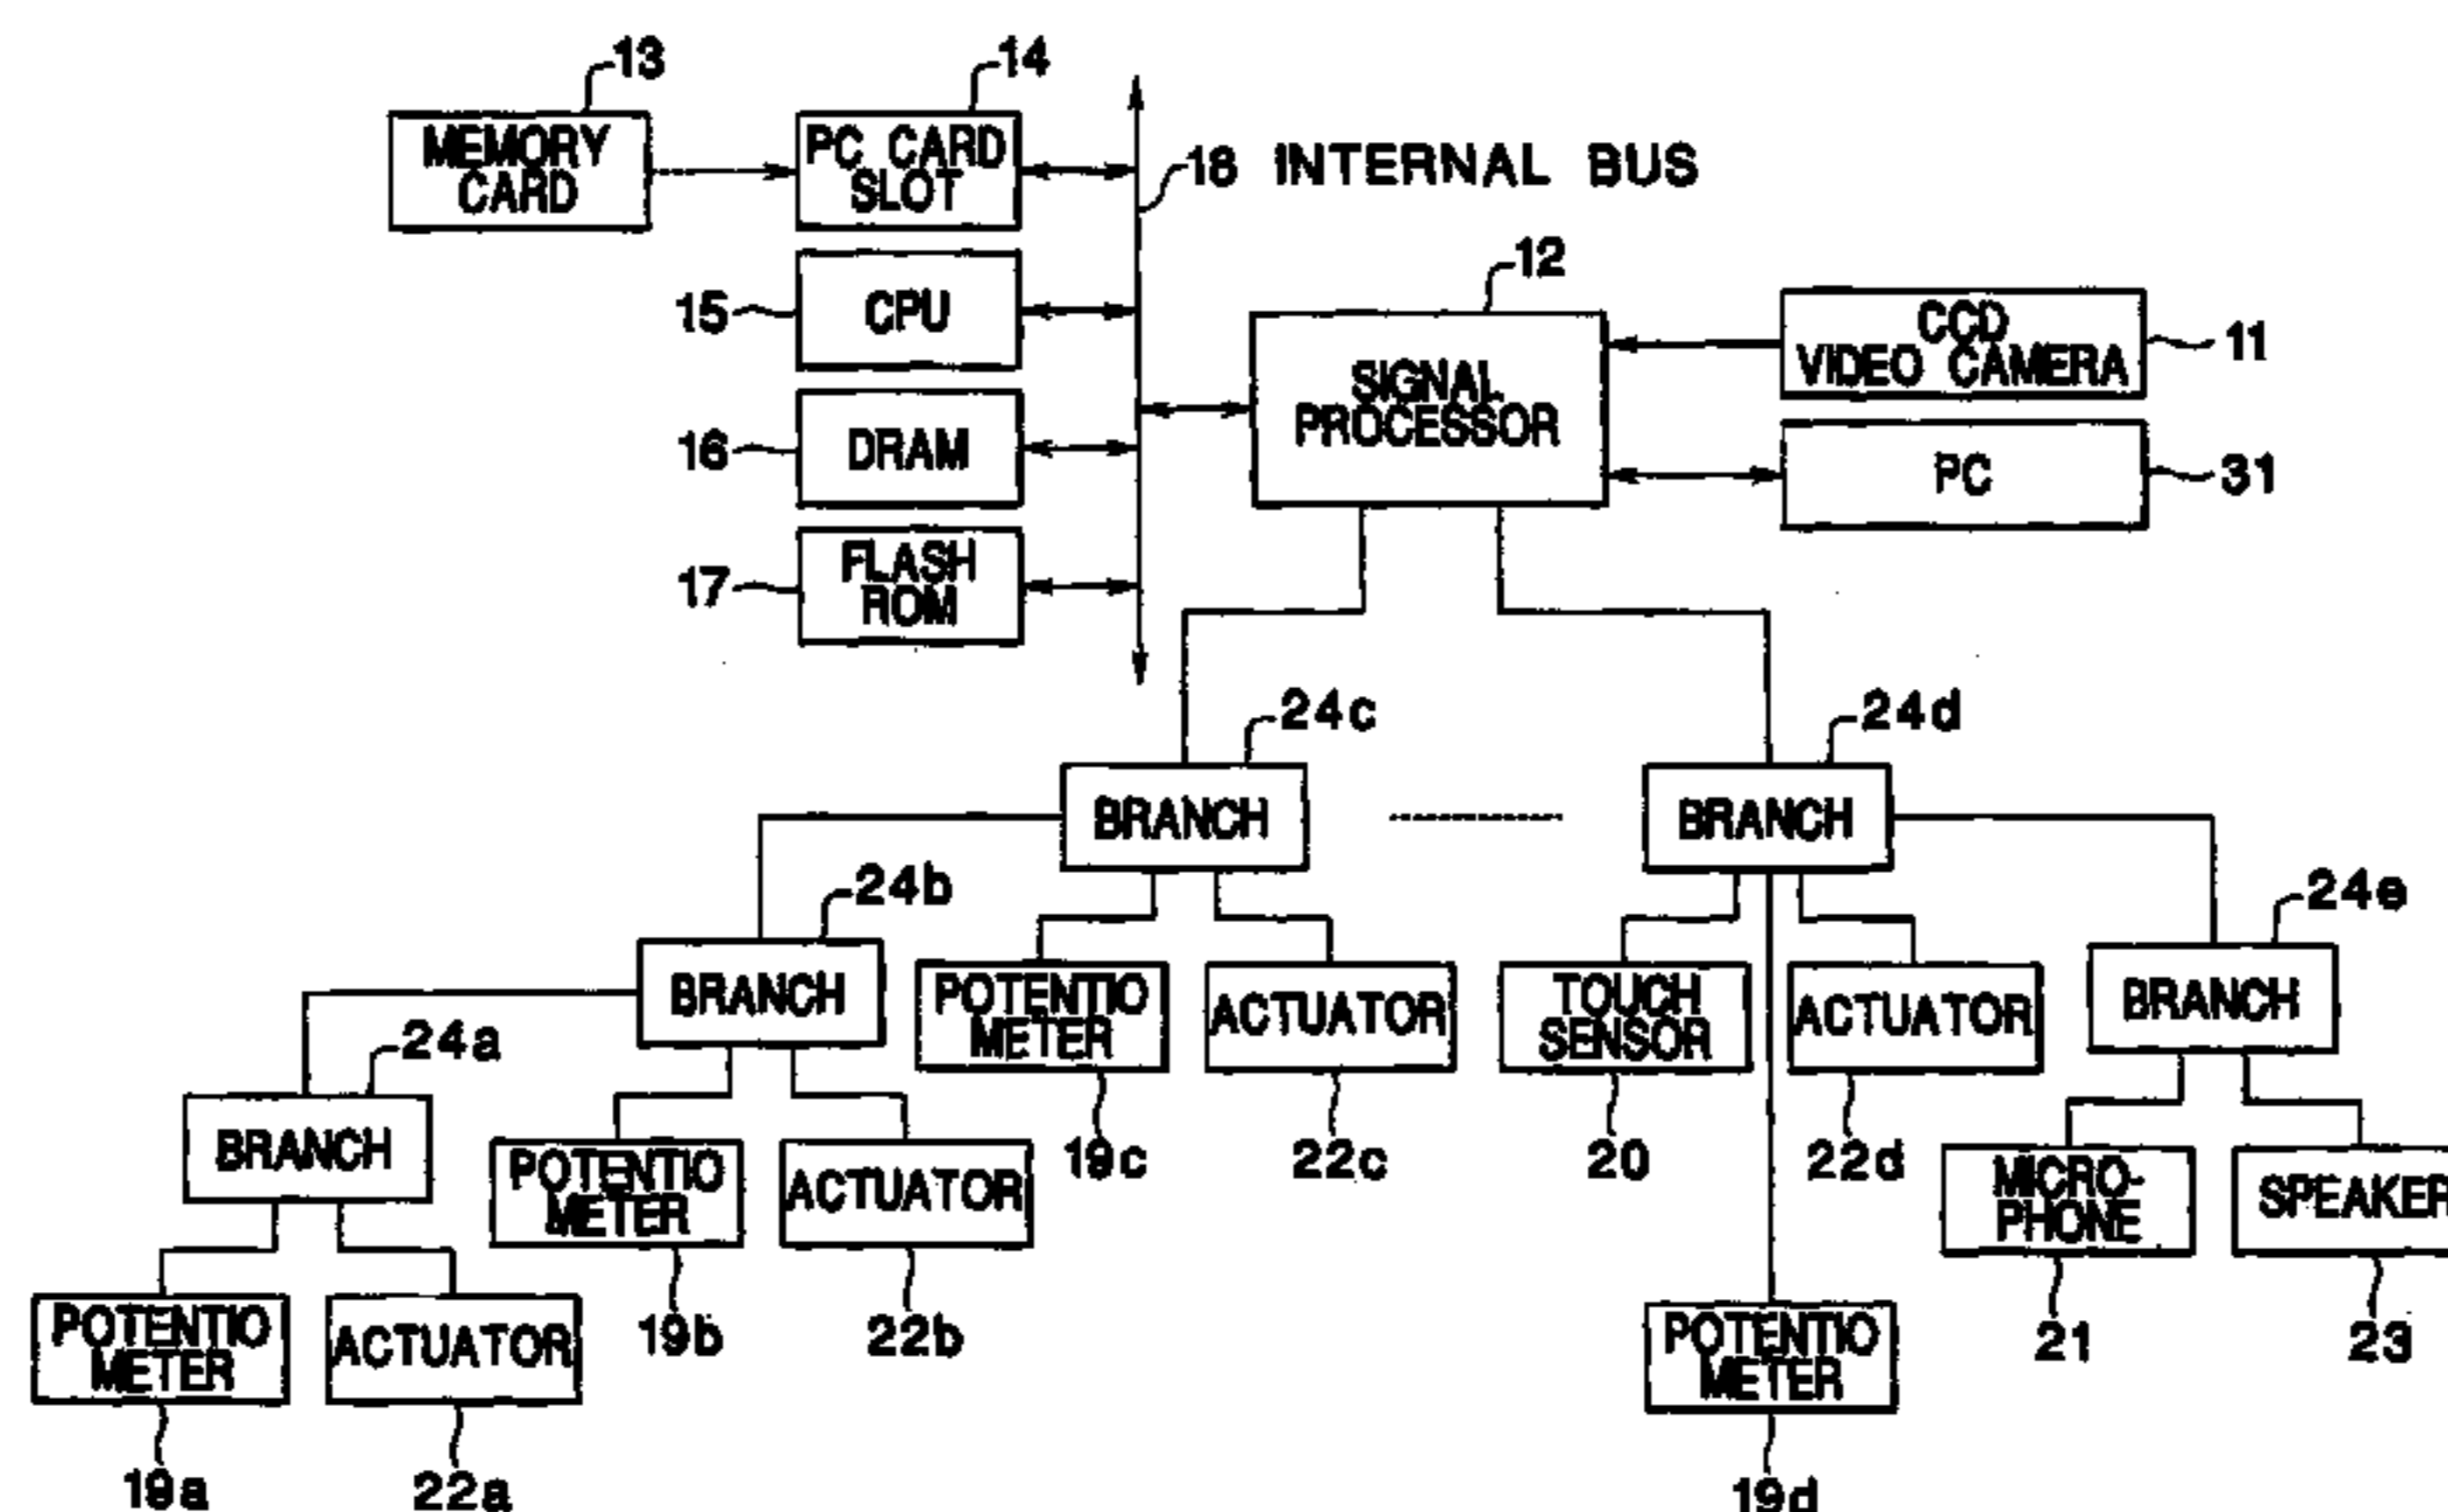 13
14
MEMORY
CARD
PC CARD
SLOT
18 INTERNAL BUS
12
15
CPU
CCD
VIDEO CAMERA
11
SIGNAL
PROCESSOR
16
DRAM
PC
31
17
FLASH
ROM
24c
24d
BRANCH
BRANCH
24b
24e
BRANCH
POTENTIO
METER
ACTUATOR
TOUCH
SENSOR
ACTUATOR
BRANCH
24a
BRANCH
19c
22c
20
22d
POTENTIO
METER
ACTUATOR
MICRO-
PHONE
SPEAKER
19b
22b
21
23
POTENTIO
METER
ACTUATOR
POTENTIO
METER
19a
22a
19d